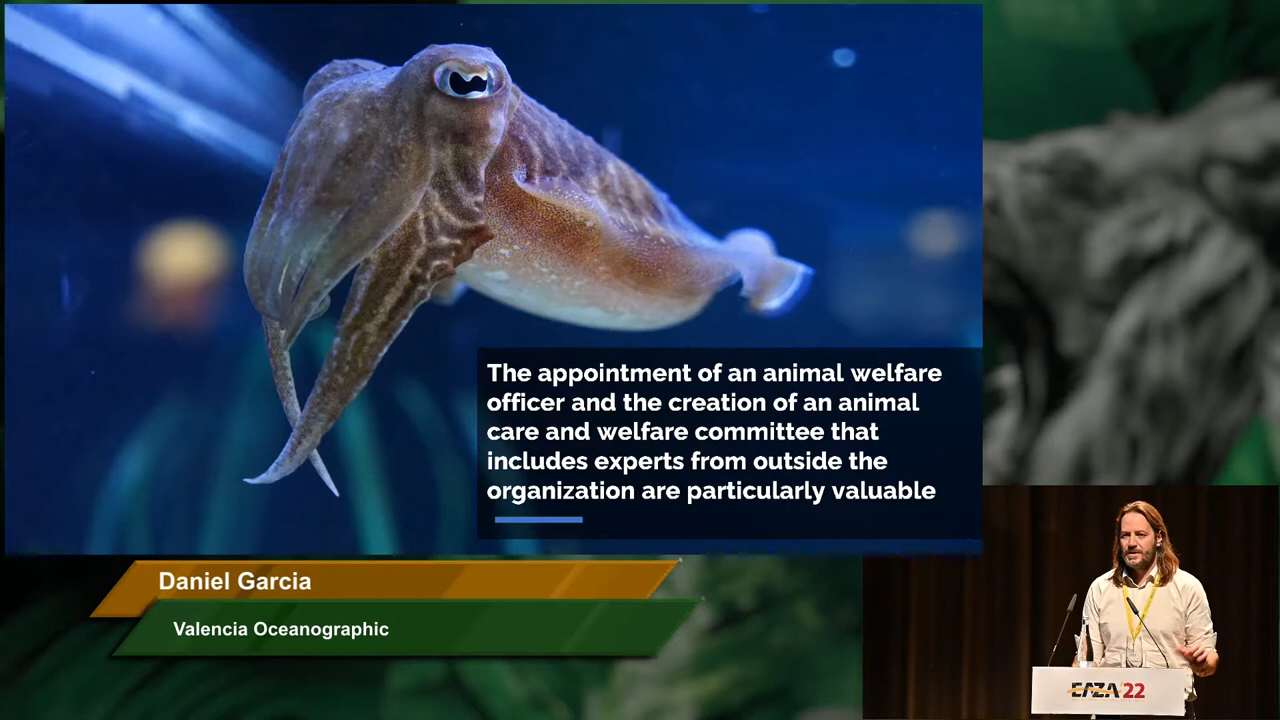 The appointment of an animal welfare
officer and the creation of an animal
care and welfare committee that
includes experts from outside the
organization are particularly valuable
Daniel Garcia
Valencia Oceanographic
EAZA 22